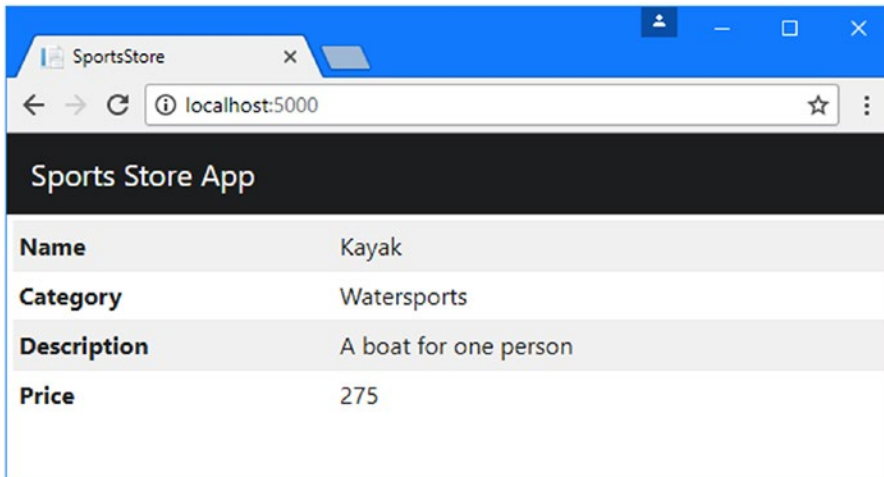 SportsStore
localhost:5000
Sports Store App
Name Kayak
Category Watersports
Description A boat for one person
Price 275